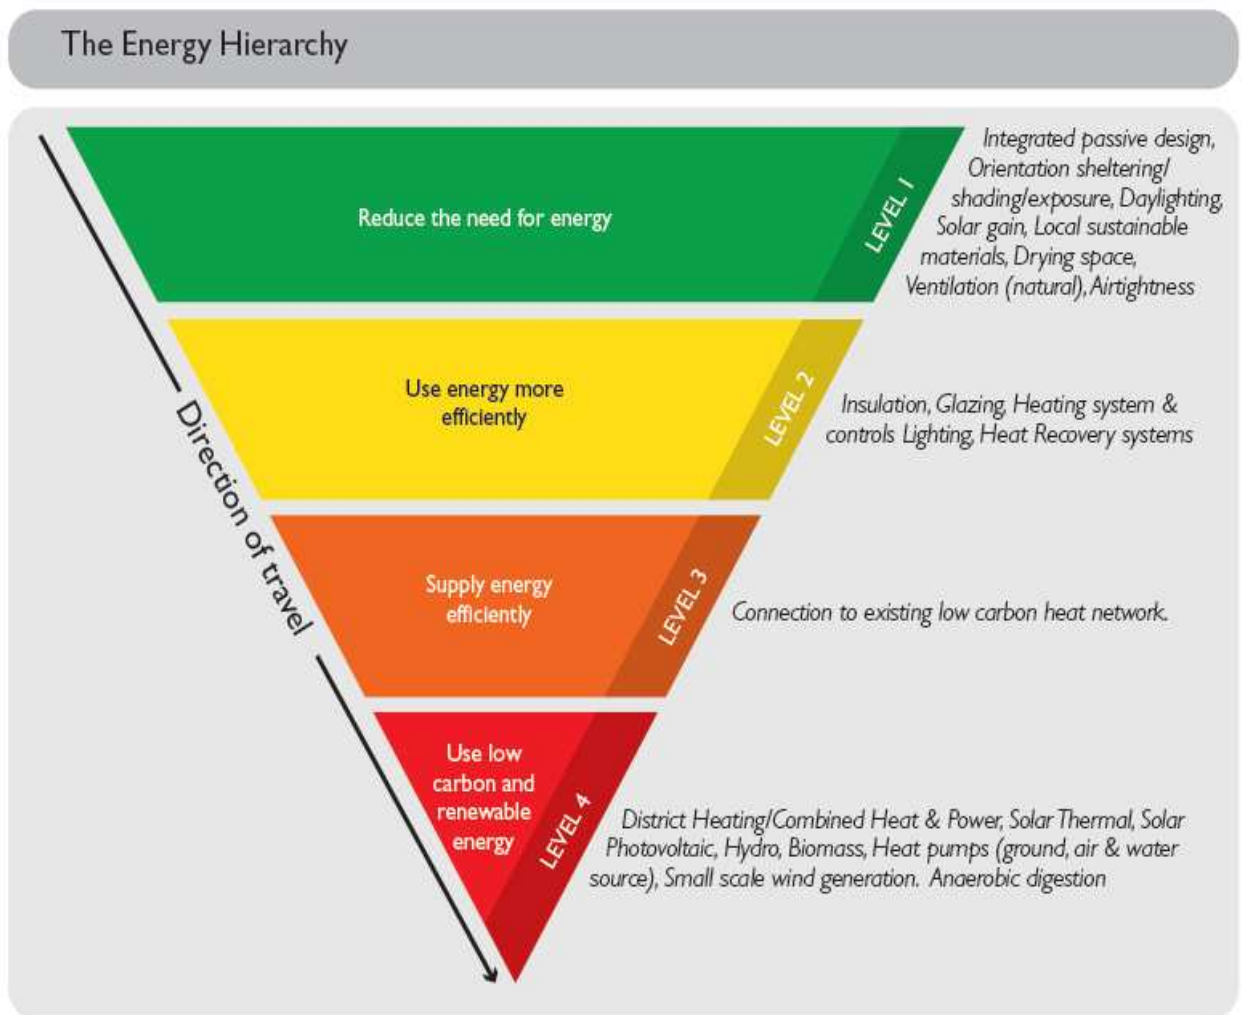 The Energy Hierarchy
Reduce the need for energy
LEVEL 1
Integrated passive design,
Orientation sheltering/
shading/exposure, Daylighting,
Solar gain, Local sustainable
materials, Drying space,
Ventilation (natural), Airtightness
Use energy more
efficiently
LEVEL 2
Insulation, Glazing, Heating system &
controls Lighting, Heat Recovery systems
Direction of travel
Supply energy
efficiently
LEVEL 3
Connection to existing low carbon heat network.
Use low
carbon and
renewable
energy
LEVEL 4
District Heating/Combined Heat & Power, Solar Thermal, Solar
Photovoltaic, Hydro, Biomass, Heat pumps (ground, air & water
source), Small scale wind generation. Anaerobic digestion